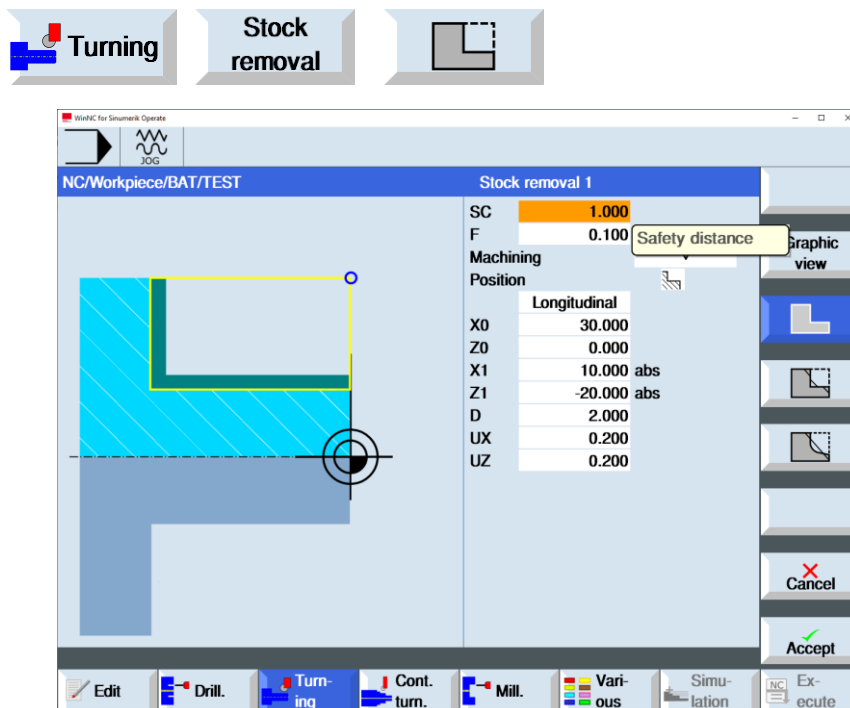 Turning
Stock
removal
WinNC for Sinumerik Operate
JOG
NC/Workpiece/BAT/TEST
Stock removal 1
SC 1.000
F 0.100
Safety distance
Machining
Position
Longitudinal
X0 30.000
Z0 0.000
X1 10.000 abs
Z1 -20.000 abs
D 2.000
UX 0.200
UZ 0.200
Graphic
view
Cancel
Accept
Edit
Drill.
Turn-
ing
Cont.
turn.
Mill.
Vari-
ous
Simu-
lation
NC
Ex-
ecute